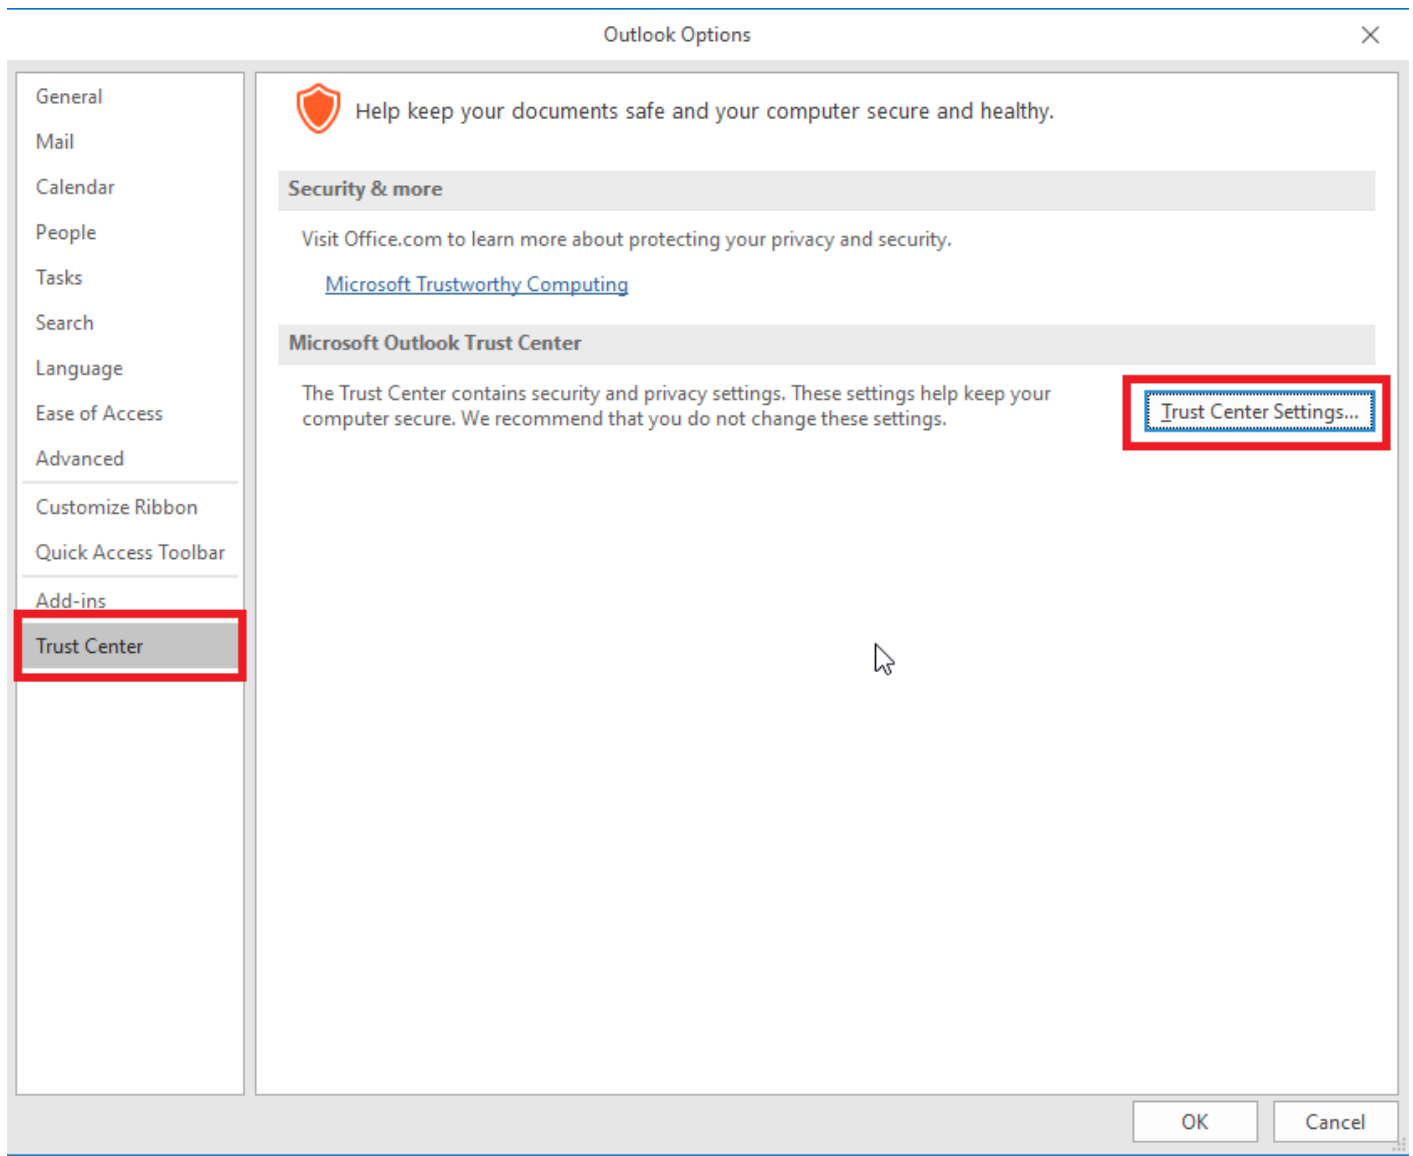 Outlook Options
General
Mail
Calendar
People
Tasks
Search
Language
Ease of Access
Advanced
Customize Ribbon
Quick Access Toolbar
Add-ins
Trust Center
Help keep your documents safe and your computer secure and healthy.
Security & more
Visit Office.com to learn more about protecting your privacy and security.
Microsoft Trustworthy Computing
Microsoft Outlook Trust Center
The Trust Center contains security and privacy settings. These settings help keep your
computer secure. We recommend that you do not change these settings.
Trust Center Settings...
OK
Cancel